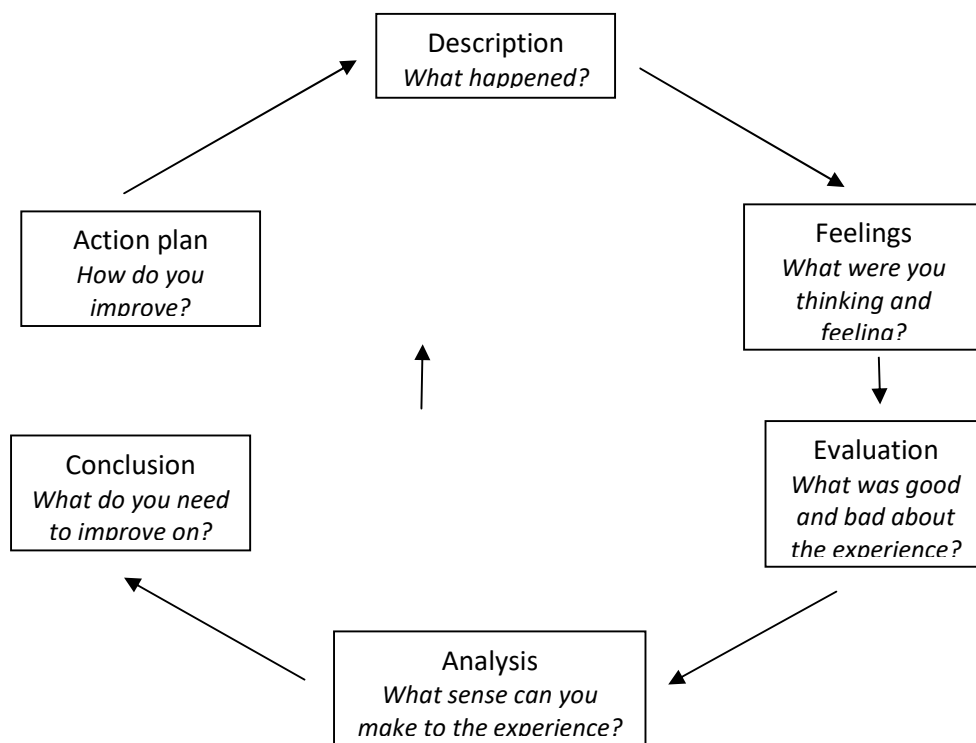 Description
What happened?
Action plan
How do you
improve?
Feelings
What were you
thinking and
feeling?
Conclusion
What do you need
to improve on?
Evaluation
What was good
and bad about
the experience?
Analysis
What sense can you
make to the experience?